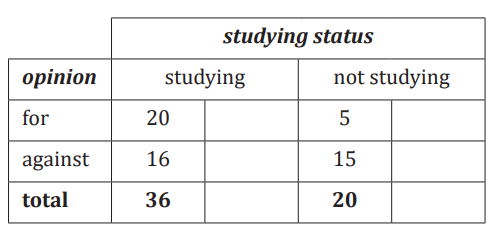 studying status
opinion studying not studying
for 20 5
against 16 15
total 36 20